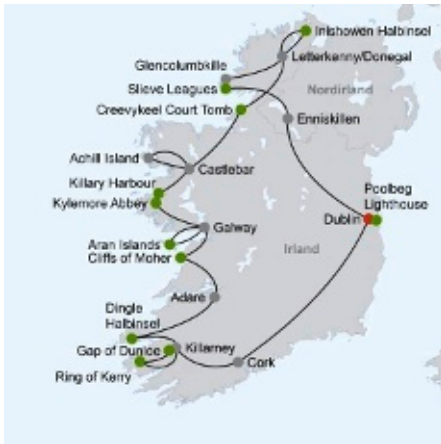 Inishowen Halbinsel
Letterkenny/Donegal
Glencolumbkille
Slieve Leagues
Nordirland
Creevykeel Court Tomb
Enniskillen
Achill Island
Castlebar
Killary Harbour
Kylemore Abbey
Poolbeg
Lighthouse
Dublin
Galway
Aran Islands
Cliffs of Moher
Irland
Adare
Dingle
Halbinsel
Gap of Dunloe
Killarney
Ring of Kerry
Cork